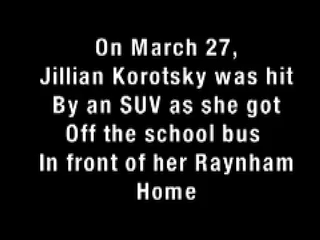 On March 27,
Jillian Korotsky was hit
By an SUV as she got
Off the school bus
In front of her Raynham
Home